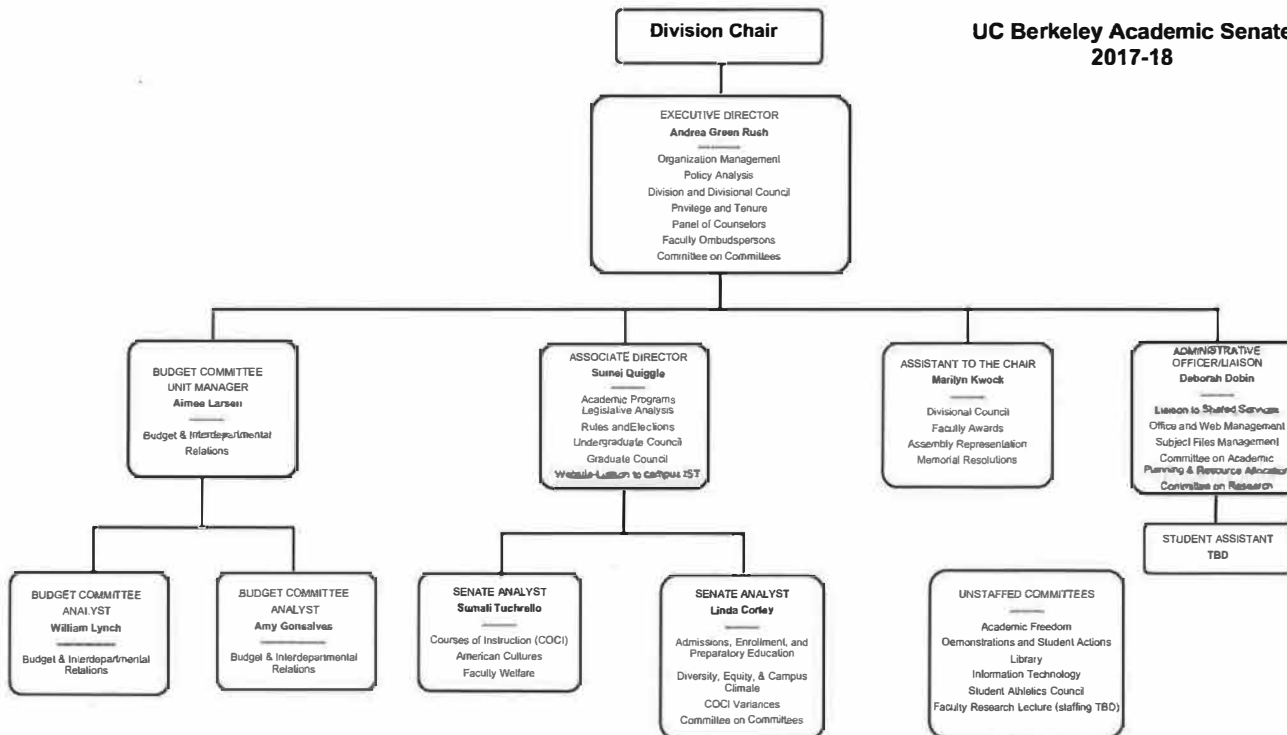 Division Chair
UC Berkeley Academic Senate
2017-18
EXECUTIVE DIRECTOR
Andrea Green Rush
Organization Management
Policy Analysis
Division and Divisional Council
Privilege and Tenure
Panel of Counselors
Faculty Ombudspersons
Committee on Committees
BUDGET COMMITTEE
UNIT MANAGER
Aimee Larsen
Budget & Interdepartmental
Relations
ASSOCIATE DIRECTOR
Sumei Quiggle
Academic Programs
Legislative Analysis
Rules and Elections
Undergraduate Council
Graduate Council
Website-Liaison to campus IST
ASSISTANT TO THE CHAIR
Marilyn Kwock
Divisional Council
Faculty Awards
Assembly Representation
Memorial Resolutions
ADMINISTRATIVE
OFFICER/LIAISON
Deborah Dobin
Liaison to Shared Services
Office and Web Management
Subject Files Management
Committee on Academic
Planning & Resource Allocation
Committee on Research
STUDENT ASSISTANT
TBD
BUDGET COMMITTEE
ANALYST
William Lynch
Budget & Interdepartmental
Relations
BUDGET COMMITTEE
ANALYST
Amy Gonsalves
Budget & Interdepartmental
Relations
SENATE ANALYST
Sumali Tuchrello
Courses of Instruction (COCI)
American Cultures
Faculty Welfare
SENATE ANALYST
Linda Corley
Admissions, Enrollment, and
Preparatory Education
Diversity, Equity, & Campus
Climate
COCI Variances
Committee on Committees
UNSTAFFED COMMITTEES
Academic Freedom
Demonstrations and Student Actions
Library
Information Technology
Student Athletics Council
Faculty Research Lecture (staffing TBD)